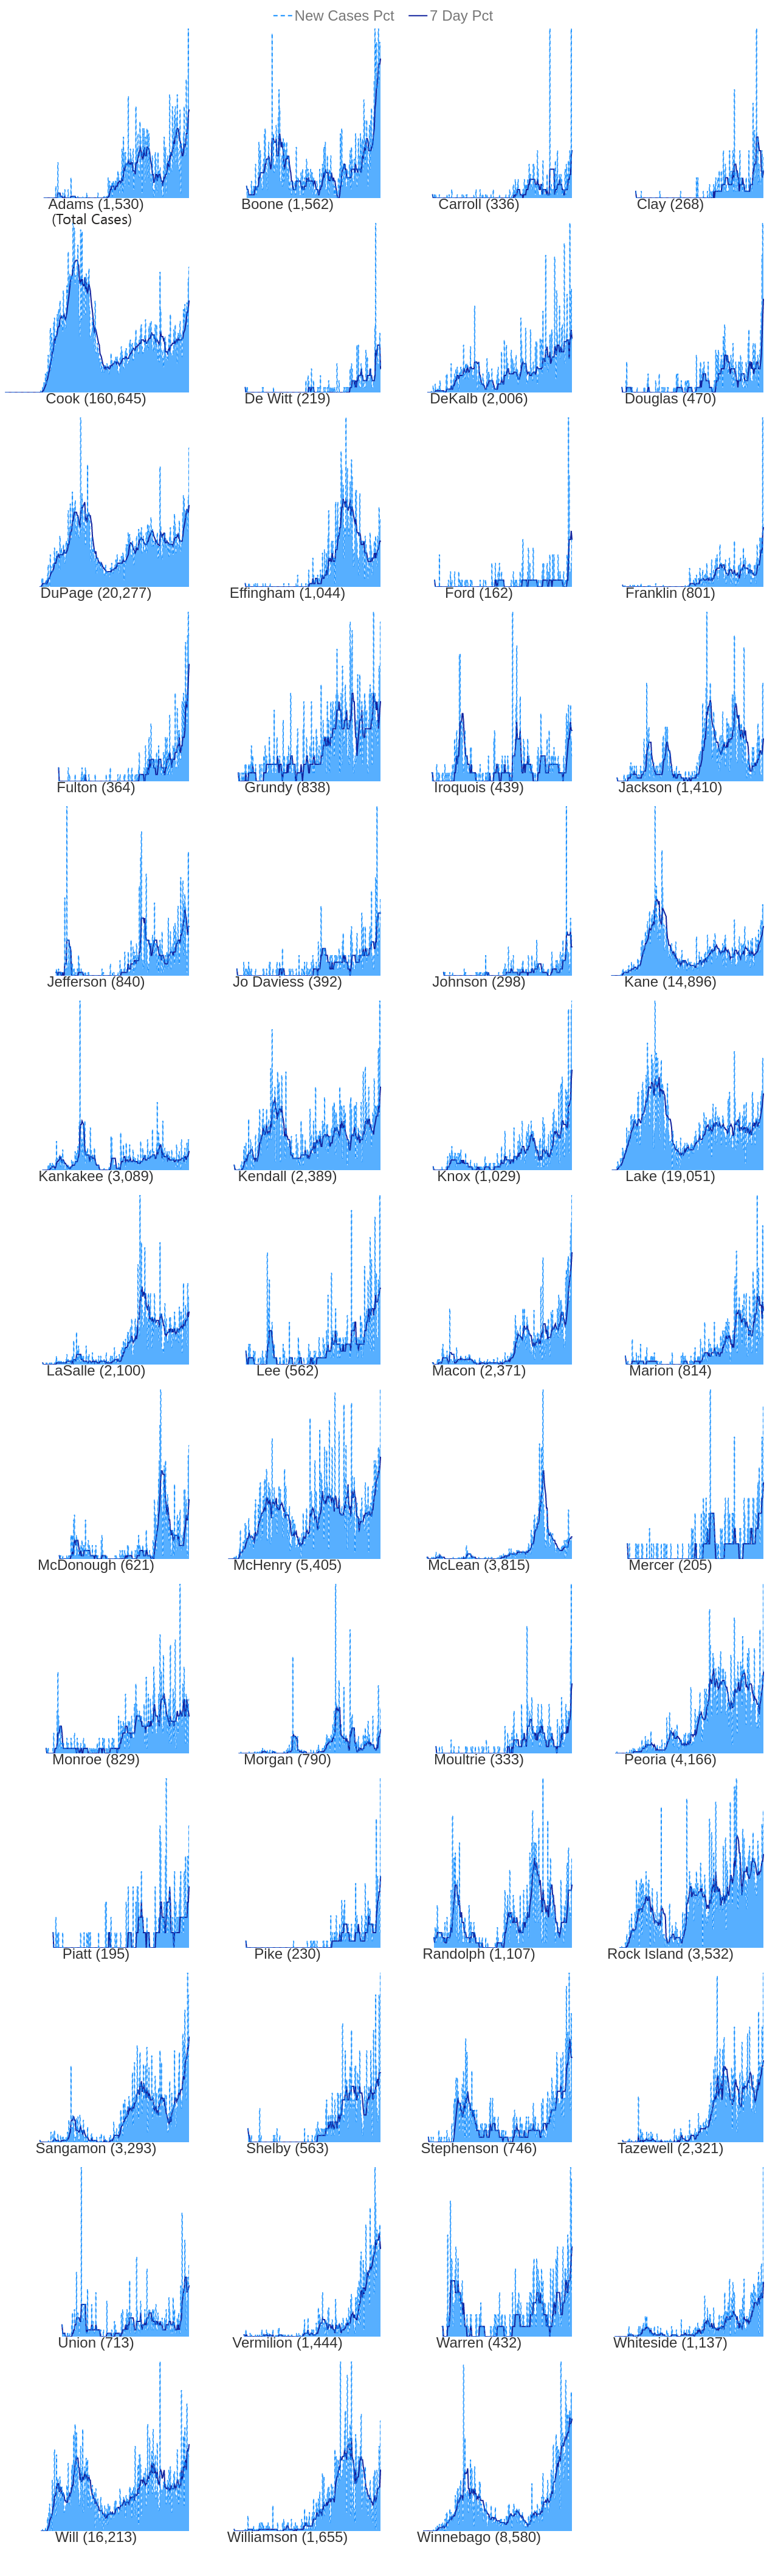 New Cases Pct 7 Day Pct
Adams (1,530) Boone (1,562) Carroll (336) Clay (268)
(Total Cases)
Cook (160,645) De Witt (219) DeKalb (2,006) Douglas (470)
DuPage (20,277) Effingham (1,044) Ford (162) Franklin (801)
Fulton (364) Grundy (838) Iroquois (439) Jackson (1,410)
Jefferson (840) Jo Daviess (392) Johnson (298) Kane (14,896)
Kankakee (3,089) Kendall (2,389) Knox (1,029) Lake (19,051)
LaSalle (2,100) Lee (562) Macon (2,371) Marion (814)
McDonough (621) McHenry (5,405) McLean (3,815) Mercer (205)
Monroe (829) Morgan (790) Moultrie (333) Peoria (4,166)
Piatt (195) Pike (230) Randolph (1,107) Rock Island (3,532)
Sangamon (3,293) Shelby (563) Stephenson (746) Tazewell (2,321)
Union (713) Vermilion (1,444) Warren (432) Whiteside (1,137)
Will (16,213) Williamson (1,655) Winnebago (8,580)